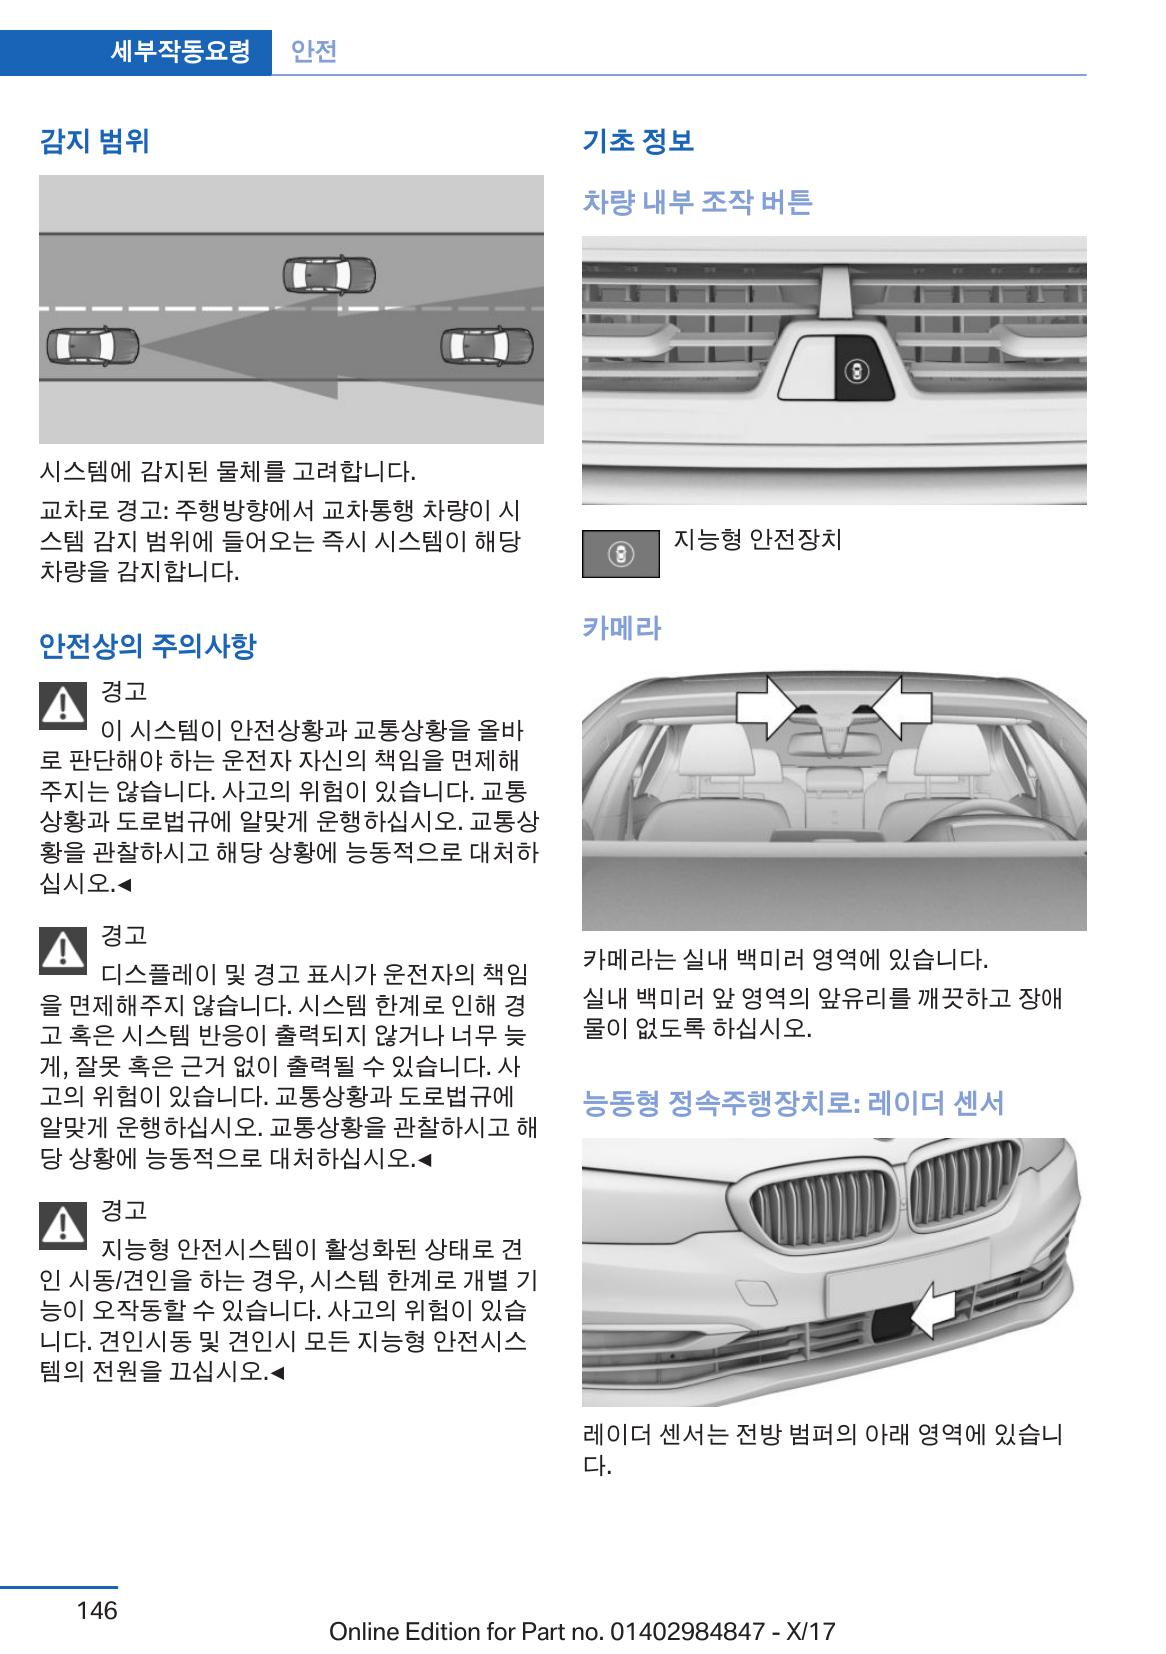 세부작동요령 안전
감지 범위
시스템에 감지된 물체를 고려합니다.
교차로 경고: 주행방향에서 교차통행 차량이 시
스템 감지 범위에 들어오는 즉시 시스템이 해당
차량을 감지합니다.
안전상의 주의사항
경고
이 시스템이 안전상황과 교통상황을 올바
로 판단해야 하는 운전자 자신의 책임을 면제해
주지는 않습니다. 사고의 위험이 있습니다. 교통
상황과 도로법규에 알맞게 운행하십시오. 교통상
황을 관찰하시고 해당 상황에 능동적으로 대처하
십시오.◄
경고
디스플레이 및 경고 표시가 운전자의 책임
을 면제해주지 않습니다. 시스템 한계로 인해 경
고 혹은 시스템 반응이 출력되지 않거나 너무 늦
게, 잘못 혹은 근거 없이 출력될 수 있습니다. 사
고의 위험이 있습니다. 교통상황과 도로법규에
알맞게 운행하십시오. 교통상황을 관찰하시고 해
당 상황에 능동적으로 대처하십시오.◄
경고
지능형 안전시스템이 활성화된 상태로 견
인 시동/견인을 하는 경우, 시스템 한계로 개별 기
능이 오작동할 수 있습니다. 사고의 위험이 있습
니다. 견인시동 및 견인시 모든 지능형 안전시스
템의 전원을 끄십시오.◄
기초 정보
차량 내부 조작 버튼
지능형 안전장치
카메라
카메라는 실내 백미러 영역에 있습니다.
실내 백미러 앞 영역의 앞유리를 깨끗하고 장애
물이 없도록 하십시오.
능동형 정속주행장치로: 레이더 센서
레이더 센서는 전방 범퍼의 아래 영역에 있습니
다.
146
Online Edition for Part no. 01402984847 - X/17